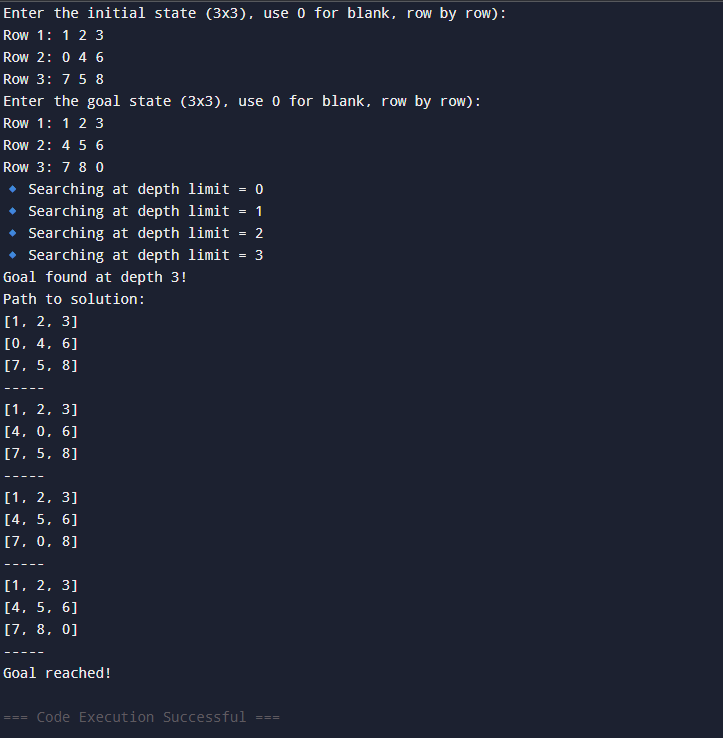 Enter the initial state (3x3), use 0 for blank, row by row):
Row 1: 1 2 3
Row 2: 0 4 6
Row 3: 7 5 8
Enter the goal state (3x3), use 0 for blank, row by row):
Row 1: 1 2 3
Row 2: 4 5 6
Row 3: 7 8 0
🔹 Searching at depth limit = 0
🔹 Searching at depth limit = 1
🔹 Searching at depth limit = 2
🔹 Searching at depth limit = 3
Goal found at depth 3!
Path to solution:
[1, 2, 3]
[0, 4, 6]
[7, 5, 8]
-----
[1, 2, 3]
[4, 0, 6]
[7, 5, 8]
-----
[1, 2, 3]
[4, 5, 6]
[7, 0, 8]
-----
[1, 2, 3]
[4, 5, 6]
[7, 8, 0]
-----
Goal reached!
=== Code Execution Successful ===